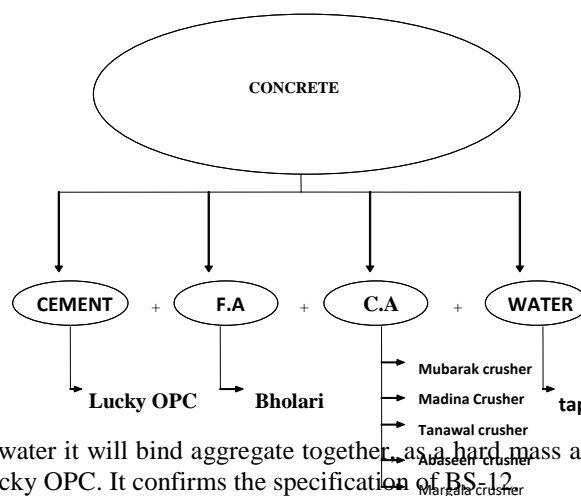 CONCRETE
CEMENT + F.A + C.A + WATER
Mubarak crusher
Lucky OPC Bholari Madina Crusher tap
Tanawal crusher
water it will bind aggregate together, as a hard mass a
Abaseen crusher
cky OPC. It confirms the specification of BS-12.
Margala crusher